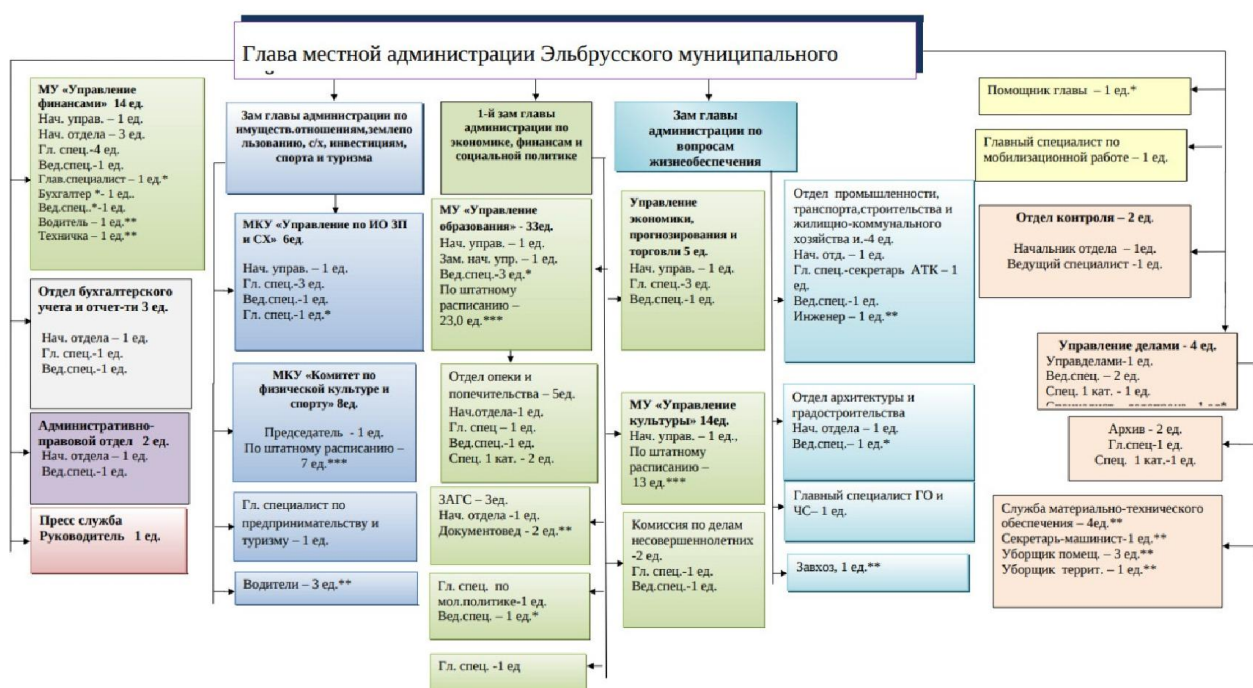 Глава местной администрации Эльбрусского муниципального
МУ «Управление
финансами» 14 ед.
Нач. управ. – 1 ед.
Нач. отдела – 3 ед.
Гл. спец.-4 ед.
Вед.спец.-1 ед.
Глав.специалист – 1 ед.*
Бухгалтер *- 1 ед..
Вед.спец..*-1 ед.
Водитель – 1 ед.**
Техничка – 1 ед.**
Отдел бухгалтерского
учета и отчет-ти 3 ед.
Нач. отдела – 1 ед.
Гл. спец.-1 ед.
Вед.спец.-1 ед.
Административно-
правовой отдел 2 ед.
Нач. отдела – 1 ед.
Вед.спец.-1 ед.
Пресс служба
Руководитель 1 ед.
Зам главы администрации по
имуществ.отношениям,землепо
льзованию, с/х, инвестициям,
спорта и туризма
МКУ «Управление по ИО ЗП
и СХ» 6ед.
Нач. управ. – 1 ед.
Гл. спец.-3 ед.
Вед.спец.-1 ед.
Гл. спец.-1 ед.*
МКУ «Комитет по
физической культуре и
спорту» 8ед.
Председатель - 1 ед.
По штатному расписанию –
7 ед.***
Гл. специалист по
предпринимательству и
туризму – 1 ед.
Водители – 3 ед.**
1-й зам главы
администрации по
экономике, финансам и
социальной политике
МУ «Управление
образования» - 33ед.
Нач. управ. – 1 ед.
Зам. нач. упр. – 1 ед.
Вед.спец.-3 ед.*
По штатному
расписанию –
23,0 ед.***
Отдел опеки и
попечительства – 5ед.
Нач.отдела-1 ед.
Гл. спец – 1 ед.
Вед.спец.-1 ед.
Спец. 1 кат. - 2 ед.
ЗАГС – 3ед.
Нач. отдела -1 ед.
Документовед - 2 ед.**
Гл. спец. по
мол.политике-1 ед.
Вед.спец. – 1 ед.*
Гл. спец. -1 ед
Зам главы
администрации по
вопросам
жизнеобеспечения
Управление
экономики,
прогнозирования и
торговли 5 ед.
Нач. управ. – 1 ед.
Гл. спец.-3 ед.
Вед.спец.-1 ед.
МУ «Управление
культуры» 14ед.
Нач. управ. – 1 ед.,
По штатному
расписанию –
13 ед.***
Комиссия по делам
несовершеннолетних
-2 ед.
Гл. спец.-1 ед.
Вед.спец.-1 ед.
Отдел промышленности,
транспорта,строительства и
жилищно-коммунального
хозяйства и.-4 ед.
Нач. отд. – 1 ед.
Гл. спец.-секретарь АТК – 1
ед.
Вед.спец.-1 ед.
Инженер – 1 ед.**
Отдел архитектуры и
градостроительства
Нач. отдела – 1 ед.
Вед.спец.– 1 ед.*
Главный специалист ГО и
ЧС– 1 ед.
Завхоз, 1 ед.**
Помощник главы – 1 ед.*
Главный специалист по
мобилизационной работе – 1 ед.
Отдел контроля – 2 ед.
Начальник отдела – 1ед.
Ведущий специалист -1 ед.
Управление делами - 4 ед.
Управделами-1 ед.
Вед.спец. – 2 ед.
Спец. 1 кат. - 1 ед.
Архив - 2 ед.
Гл.спец-1 ед.
Спец. 1 кат.-1 ед.
Служба материально-технического
обеспечения – 4ед.**
Секретарь-машинист-1 ед.**
Уборщик помещ. – 3 ед.**
Уборщик террит. – 1 ед.**